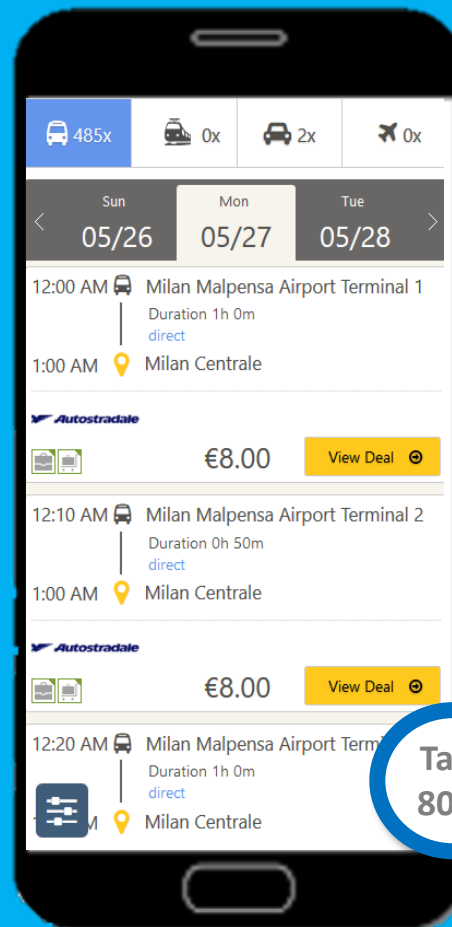 485x 0x 2x 0x
Sun Mon Tue
05/26 05/27 05/28
12:00 AM Milan Malpensa Airport Terminal 1
Duration 1h 0m
direct
1:00 AM Milan Centrale
Autostradale
€8.00 View Deal
12:10 AM Milan Malpensa Airport Terminal 2
Duration 0h 50m
direct
1:00 AM Milan Centrale
Autostradale
€8.00 View Deal
12:20 AM Milan Malpensa Airport
Duration 1h 0m
direct
Milan Centrale